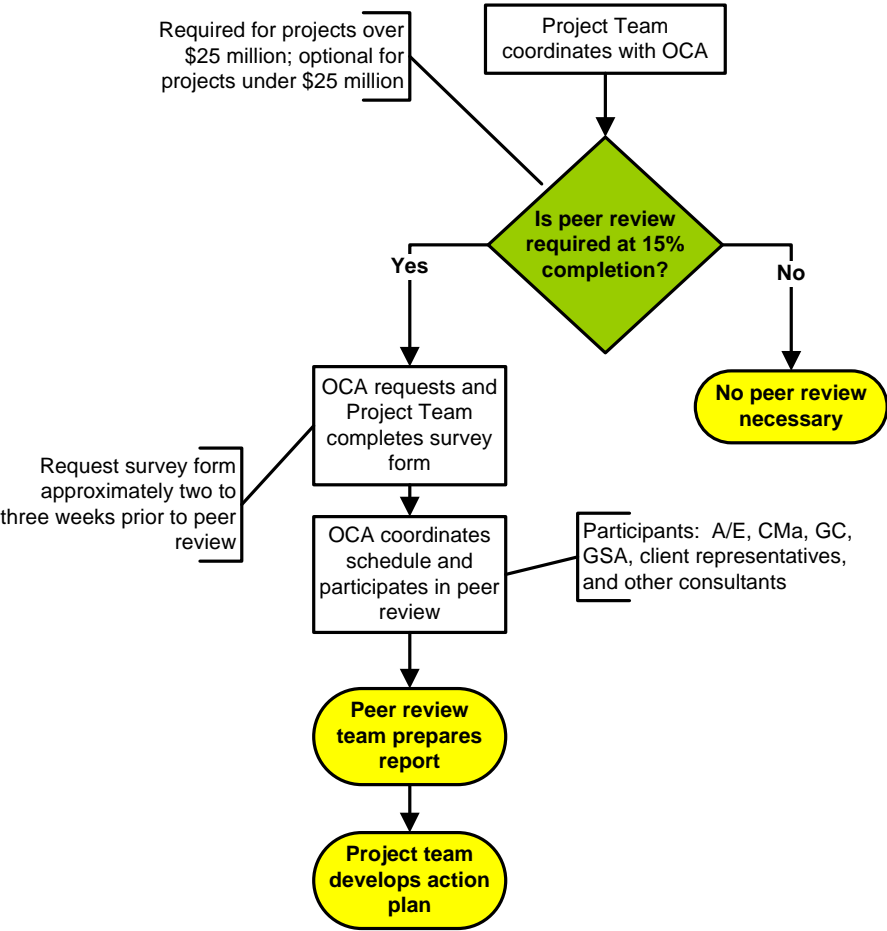 Required for projects over
$25 million; optional for
projects under $25 million
Project Team
coordinates with OCA
Is peer review
required at 15%
completion?
Yes
No
OCA requests and
Project Team
completes survey
form
No peer review
necessary
Request survey form
approximately two to
three weeks prior to peer
review
OCA coordinates
schedule and
participates in peer
review
Participants:  A/E, CMa, GC,
GSA, client representatives,
and other consultants
Peer review
team prepares
report
Project team
develops action
plan